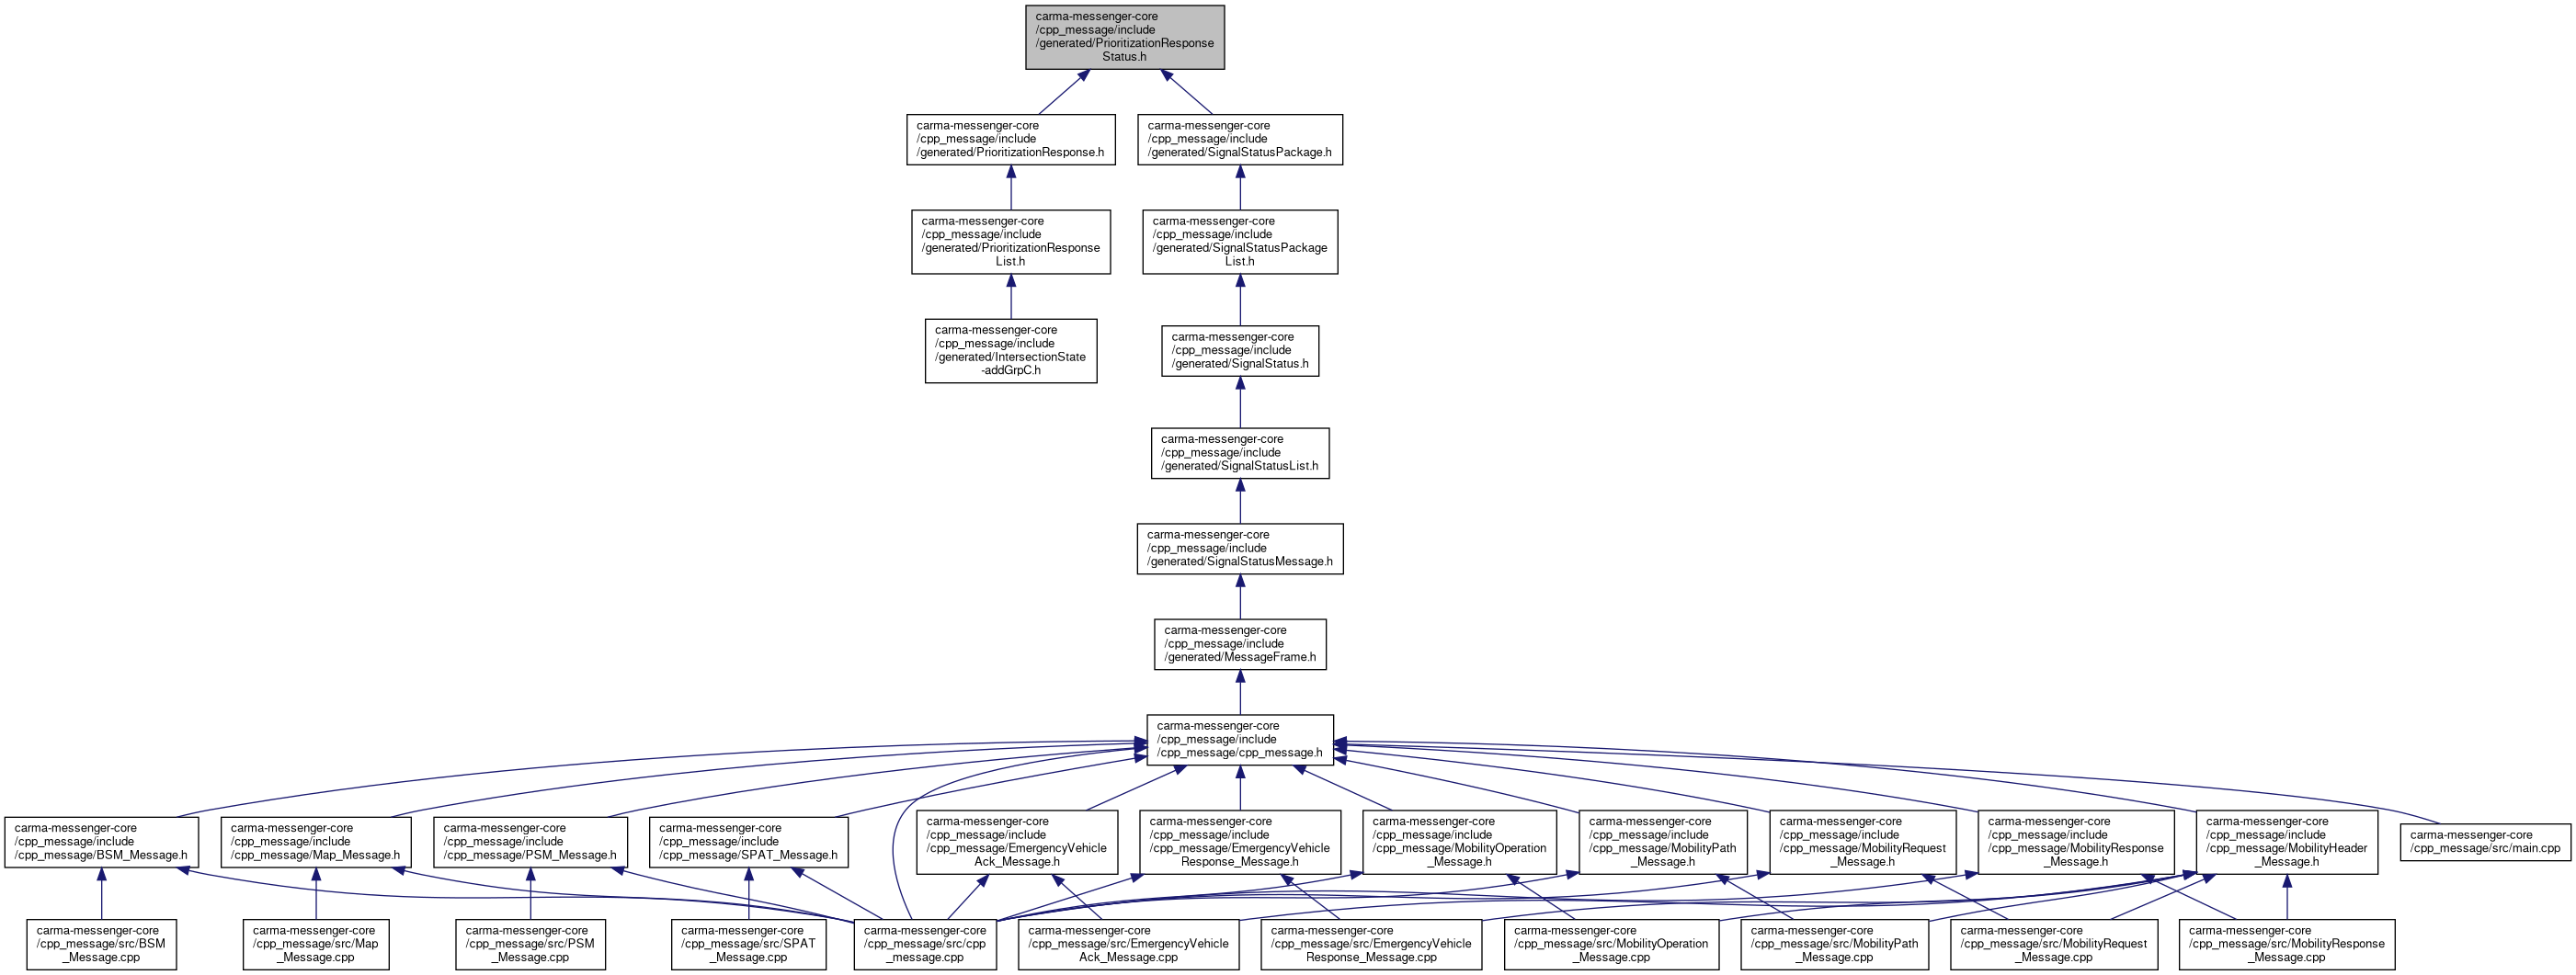 carma-messenger-core
/cpp_message/include
/generated/PrioritizationResponse
Status.h
carma-messenger-core
/cpp_message/include
/generated/PrioritizationResponse.h
carma-messenger-core
/cpp_message/include
/generated/SignalStatusPackage.h
carma-messenger-core
/cpp_message/include
/generated/PrioritizationResponse
List.h
carma-messenger-core
/cpp_message/include
/generated/SignalStatusPackage
List.h
carma-messenger-core
/cpp_message/include
/generated/IntersectionState
-addGrpC.h
carma-messenger-core
/cpp_message/include
/generated/SignalStatus.h
carma-messenger-core
/cpp_message/include
/generated/SignalStatusList.h
carma-messenger-core
/cpp_message/include
/generated/SignalStatusMessage.h
carma-messenger-core
/cpp_message/include
/generated/MessageFrame.h
carma-messenger-core
/cpp_message/include
/cpp_message/cpp_message.h
carma-messenger-core
/cpp_message/include
/cpp_message/BSM_Message.h
carma-messenger-core
/cpp_message/include
/cpp_message/Map_Message.h
carma-messenger-core
/cpp_message/include
/cpp_message/PSM_Message.h
carma-messenger-core
/cpp_message/include
/cpp_message/SPAT_Message.h
carma-messenger-core
/cpp_message/include
/cpp_message/EmergencyVehicle
Ack_Message.h
carma-messenger-core
/cpp_message/include
/cpp_message/EmergencyVehicle
Response_Message.h
carma-messenger-core
/cpp_message/include
/cpp_message/MobilityOperation
_Message.h
carma-messenger-core
/cpp_message/include
/cpp_message/MobilityPath
_Message.h
carma-messenger-core
/cpp_message/include
/cpp_message/MobilityRequest
_Message.h
carma-messenger-core
/cpp_message/include
/cpp_message/MobilityResponse
_Message.h
carma-messenger-core
/cpp_message/include
/cpp_message/MobilityHeader
_Message.h
carma-messenger-core
/cpp_message/src/main.cpp
carma-messenger-core
/cpp_message/src/BSM
_Message.cpp
carma-messenger-core
/cpp_message/src/Map
_Message.cpp
carma-messenger-core
/cpp_message/src/PSM
_Message.cpp
carma-messenger-core
/cpp_message/src/SPAT
_Message.cpp
carma-messenger-core
/cpp_message/src/cpp
_message.cpp
carma-messenger-core
/cpp_message/src/EmergencyVehicle
Ack_Message.cpp
carma-messenger-core
/cpp_message/src/EmergencyVehicle
Response_Message.cpp
carma-messenger-core
/cpp_message/src/MobilityOperation
_Message.cpp
carma-messenger-core
/cpp_message/src/MobilityPath
_Message.cpp
carma-messenger-core
/cpp_message/src/MobilityRequest
_Message.cpp
carma-messenger-core
/cpp_message/src/MobilityResponse
_Message.cpp